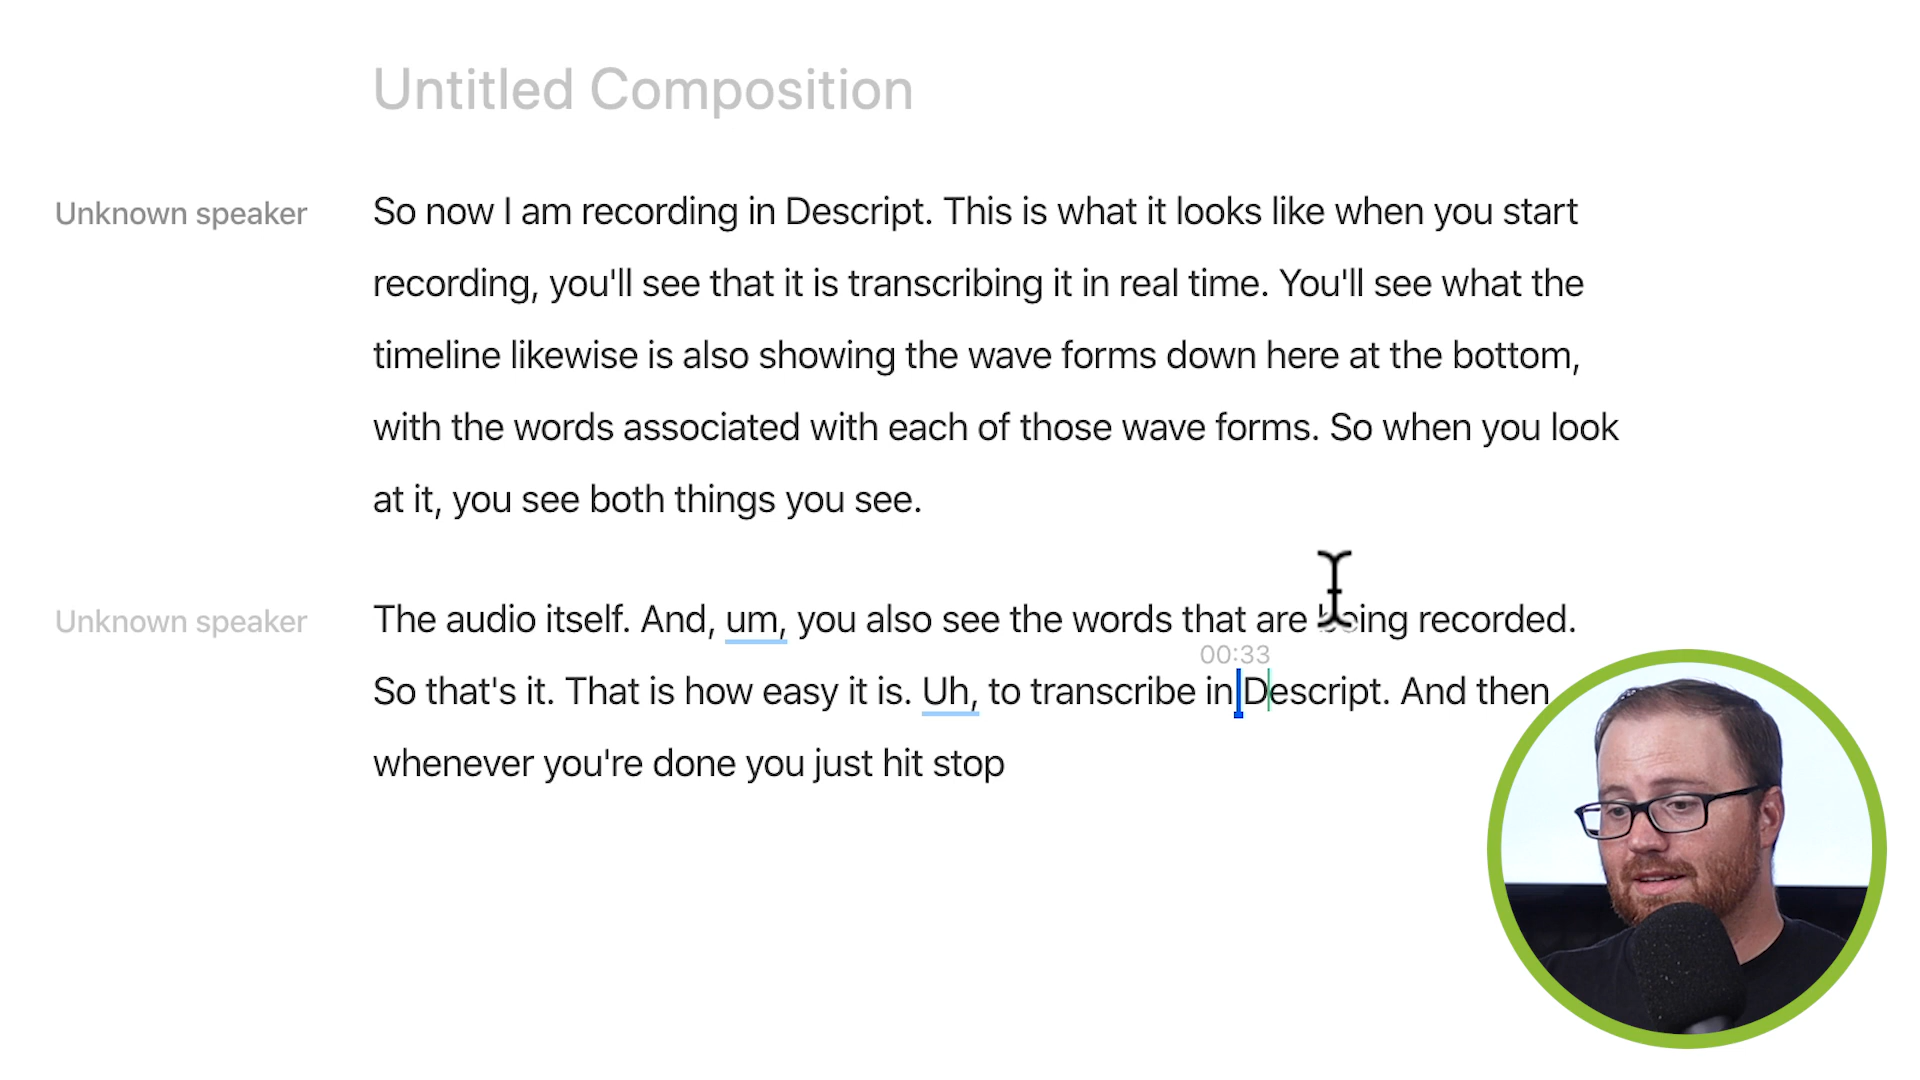 Untitled Composition
Unknown speaker
So now I am recording in Descript. This is what it looks like when you start
recording, you'll see that it is transcribing it in real time. You'll see what the
timeline likewise is also showing the wave forms down here at the bottom,
with the words associated with each of those wave forms. So when you look
at it, you see both things you see.
Unknown speaker
The audio itself. And, um, you also see the words that are being recorded.
00:33
So that's it. That is how easy it is. Uh, to transcribe in Descript. And then
whenever you're done you just hit stop